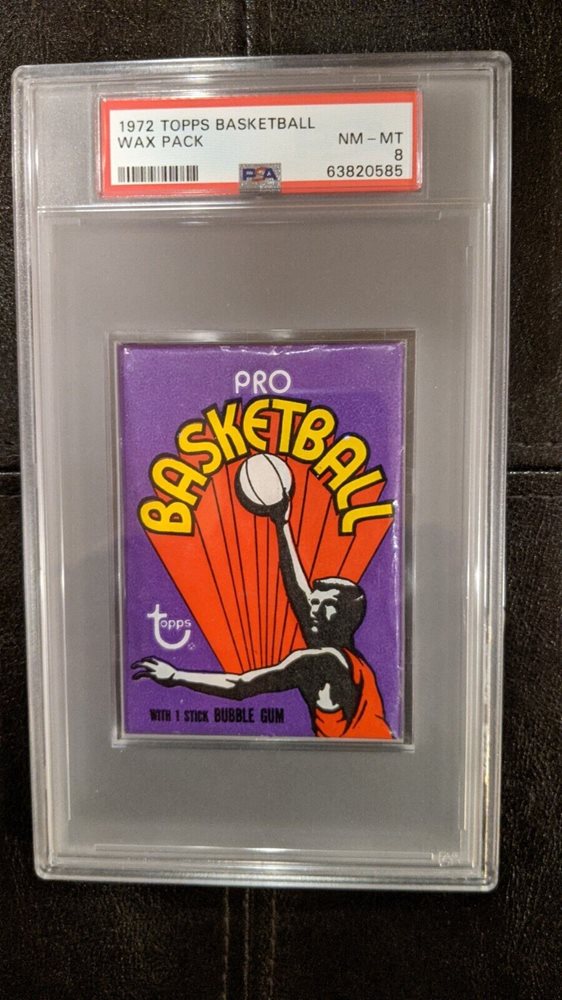 1972 TOPPS BASKETBALL
WAX PACK
NM – MT
8
PSA
63820585
PRO
BASKETBALL
topps
WITH 1 STICK BUBBLE GUM